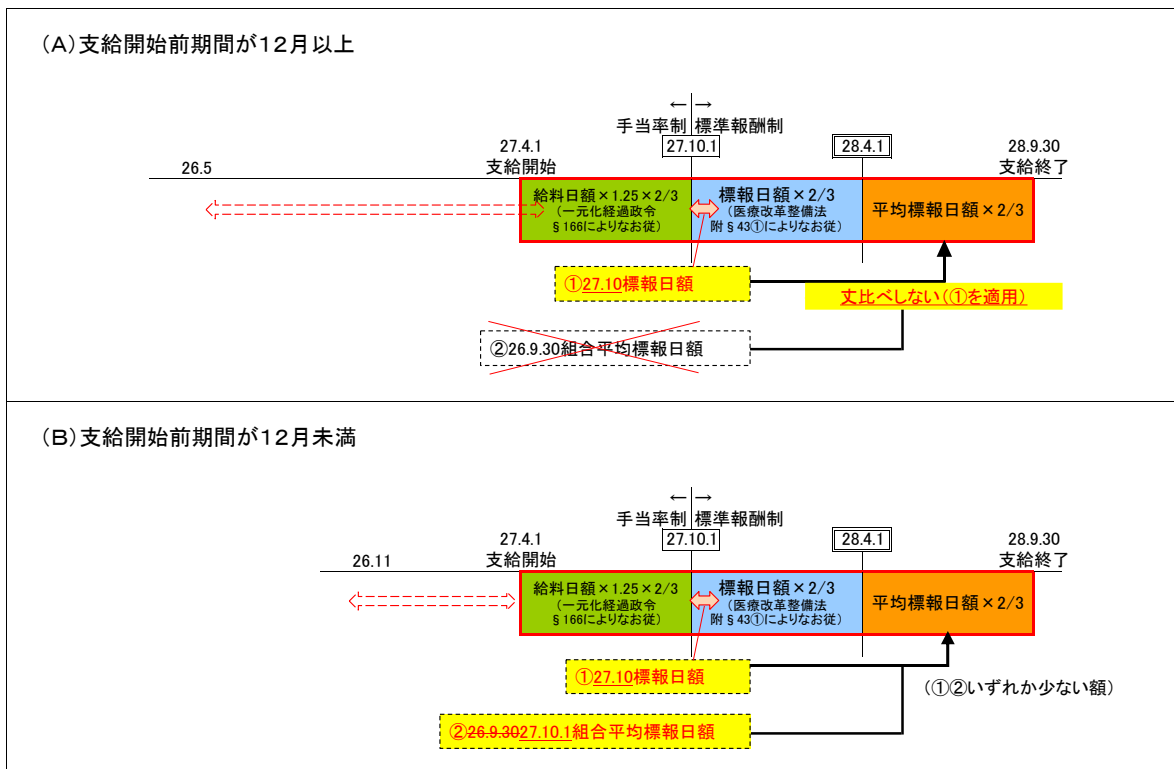 （A）支給開始前期間が１２月以上
← →
手当率制 標準報酬制
27.4.1 27.10.1 28.4.1 28.9.30
支給開始 支給終了
26.5
給料日額×1.25×2/3
（一元化経過政令
§166によりなお従）
標報日額×2/3
（医療改革整備法
附§43①によりなお従）
平均標報日額×2/3
①27.10標報日額
丈比べしない（①を適用）
②26.9.30組合平均標報日額
（B）支給開始前期間が１２月未満
← →
手当率制 標準報酬制
27.4.1 27.10.1 28.4.1 28.9.30
支給開始 支給終了
26.11
給料日額×1.25×2/3
（一元化経過政令
§166によりなお従）
標報日額×2/3
（医療改革整備法
附§43①によりなお従）
平均標報日額×2/3
①27.10標報日額
（①②いずれか少ない額）
②26.9.3027.10.1組合平均標報日額